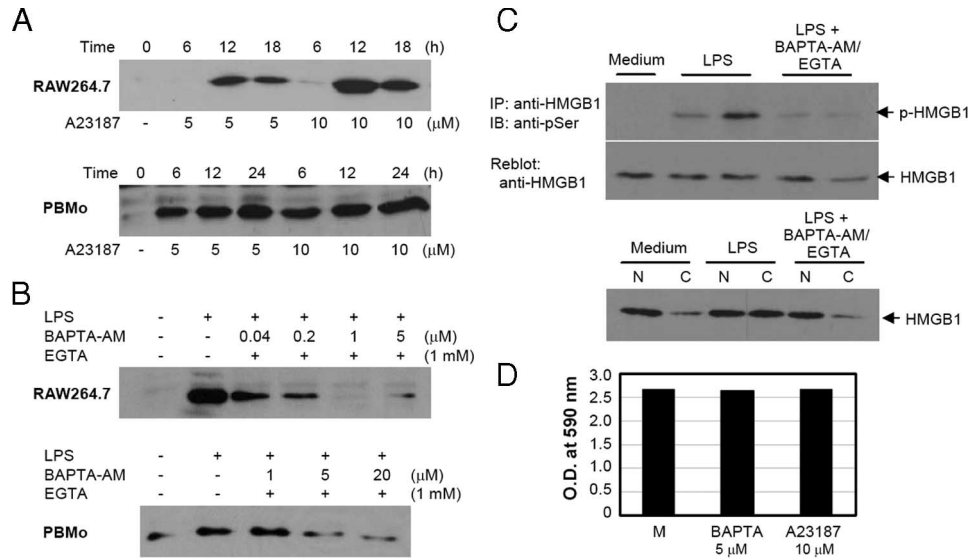 A
Time 0 6 12 18 6 12 18 (h)
RAW264.7
A23187 - 5 5 5 10 10 10 (μM)
Time 0 6 12 24 6 12 24 (h)
PBMo
A23187 - 5 5 5 10 10 10 (μM)
B
LPS - + + + + +
BAPTA-AM - - 0.04 0.2 1 5 (μM)
EGTA - - + + + + (1 mM)
RAW264.7
LPS - + + + +
BAPTA-AM - - 1 5 20 (μM)
EGTA - - + + + (1 mM)
PBMo
C
LPS +
BAPTA-AM/
EGTA
Medium LPS
IP: anti-HMGB1
IB: anti-pSer
p-HMGB1
Reblot:
anti-HMGB1
HMGB1
LPS +
BAPTA-AM/
EGTA
Medium LPS
N C N C N C
HMGB1
D
O.D. at 590 nm
3.0
2.5
2.0
1.5
1.0
0.5
0
M BAPTA A23187
5 μM 10 μM